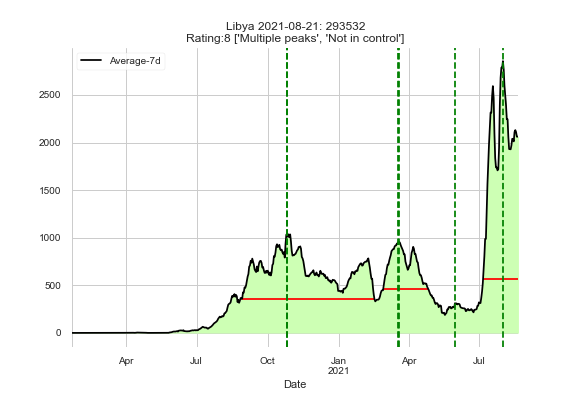 Libya 2021-08-21: 293532
Rating:8 ['Multiple peaks', 'Not in control']
Average-7d
2500
2000
1500
1000
500
0
Apr Jul Oct Jan Apr Jul
2021
Date